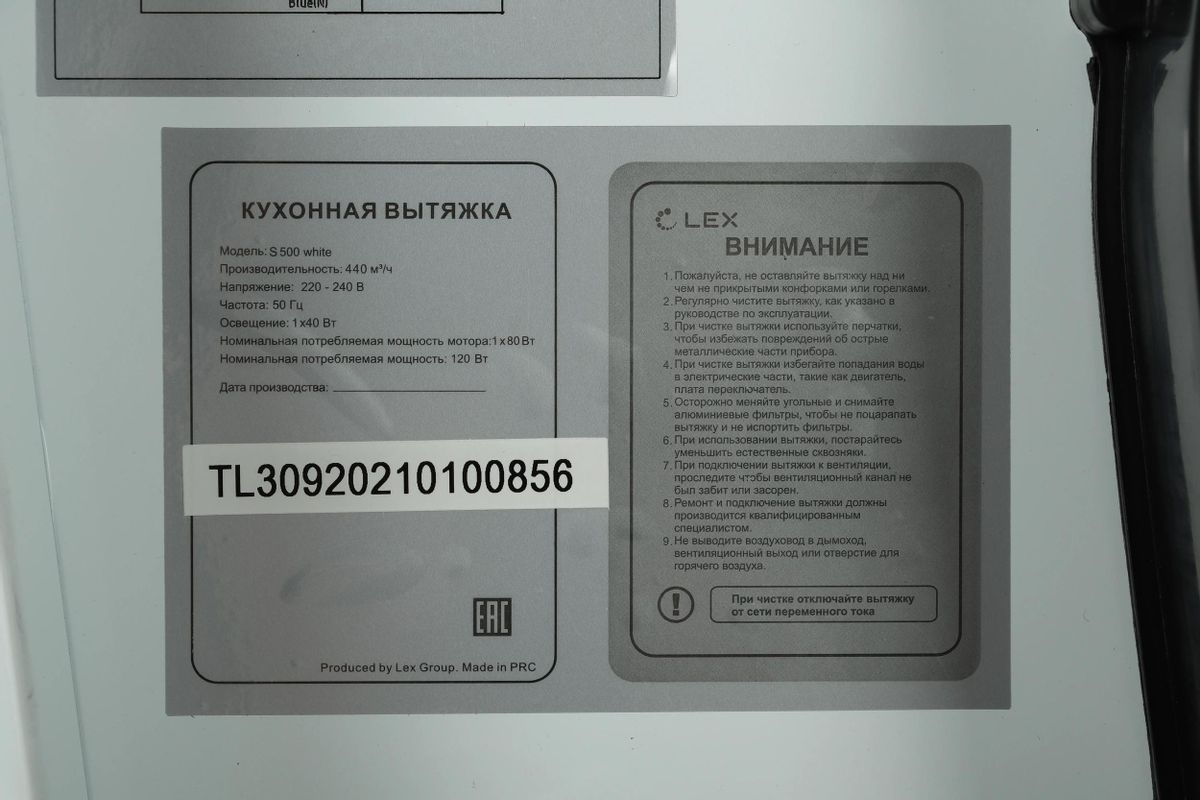 Blue(N)
КУХОННАЯ ВЫТЯЖКА
Модель: S 500 white
Производительность: 440 м³/ч
Напряжение: 220 - 240 В
Частота: 50 Гц
Освещение: 1x40 Вт
Номинальная потребляемая мощность мотора:1x80Вт
Номинальная потребляемая мощность: 120 Вт
Дата производства:
TL30920210100856
EAC
Produced by Lex Group. Made in PRC
LEX
ВНИМАНИЕ
1. Пожалуйста, не оставляйте вытяжку над ни
чем не прикрытыми конфорками или горелками.
2. Регулярно чистите вытяжку, как указано в
руководстве по эксплуатации.
3. При чистке вытяжки используйте перчатки,
чтобы избежать повреждений об острые
металлические части прибора.
4. При чистке вытяжки избегайте попадания воды
в электрические части, такие как двигатель,
плата переключатель.
5. Осторожно меняйте угольные и снимайте
алюминиевые фильтры, чтобы не поцарапать
вытяжку и не испортить фильтры.
6. При использовании вытяжки, постарайтесь
уменьшить естественные сквозняки.
7. При подключении вытяжки к вентиляции,
проследите чтобы вентиляционный канал не
был забит или засорен.
8. Ремонт и подключение вытяжки должны
производится квалифицированным
специалистом.
9. Не выводите воздуховод в дымоход,
вентиляционный выход или отверстие для
горячего воздуха.
При чистке отключайте вытяжку
от сети переменного тока